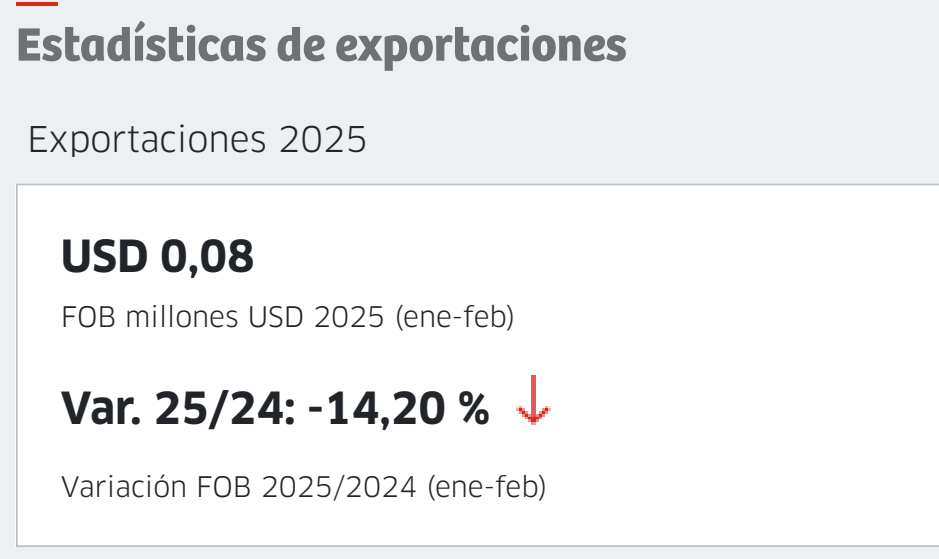 Estadísticas de exportaciones
Exportaciones 2025
USD 0,08
FOB millones USD 2025 (ene-feb)
Var. 25/24: -14,20 %
Variación FOB 2025/2024 (ene-feb)